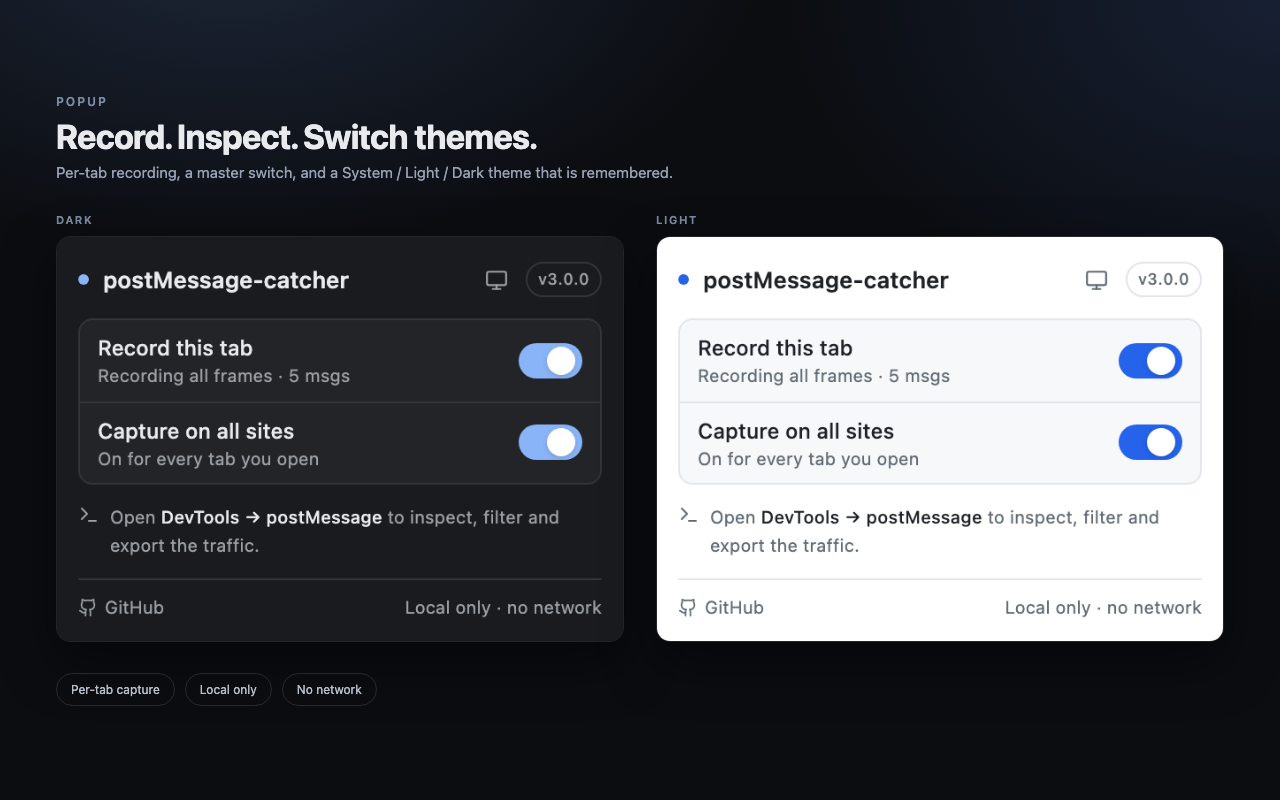 POPUP
Record. Inspect. Switch themes.
Per-tab recording, a master switch, and a System / Light / Dark theme that is remembered.
DARK
postMessage-catcher
v3.0.0
Record this tab
Recording all frames · 5 msgs
Capture on all sites
On for every tab you open
Open DevTools → postMessage to inspect, filter and
export the traffic.
GitHub
Local only · no network
LIGHT
postMessage-catcher
v3.0.0
Record this tab
Recording all frames · 5 msgs
Capture on all sites
On for every tab you open
Open DevTools → postMessage to inspect, filter and
export the traffic.
GitHub
Local only · no network
Per-tab capture
Local only
No network